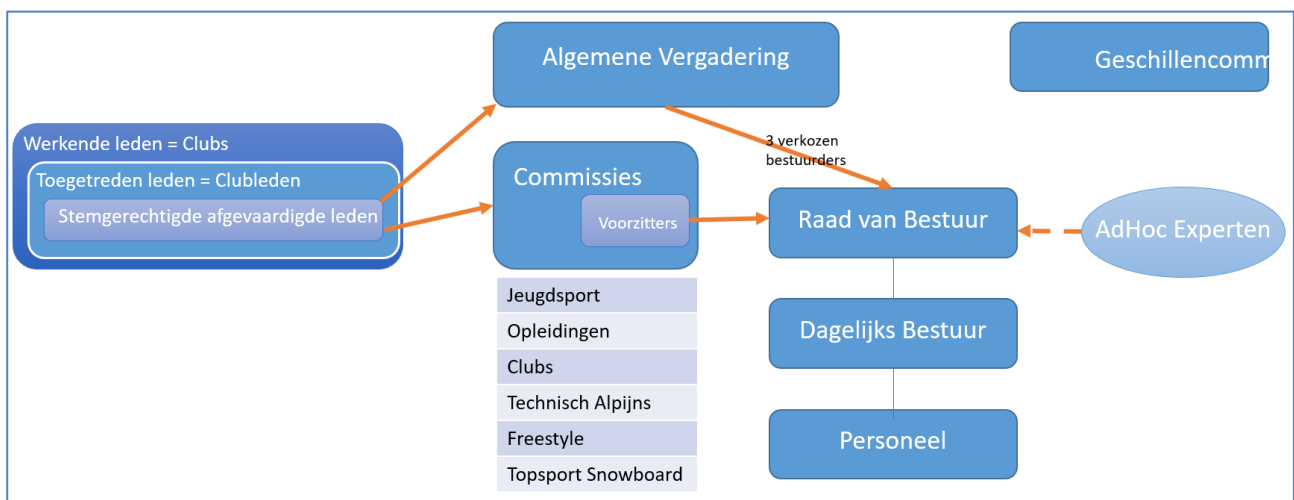 Algemene Vergadering
Geschillencomm
Werkende leden = Clubs
Toegetreden leden = Clubleden
Stemgerechtigde afgevaardigde leden
3 verkozen
bestuurders
Commissies
Voorzitters
Raad van Bestuur
AdHoc Experten
Jeugdsport
Opleidingen
Clubs
Technisch Alpijns
Freestyle
Topsport Snowboard
Dagelijks Bestuur
Personeel